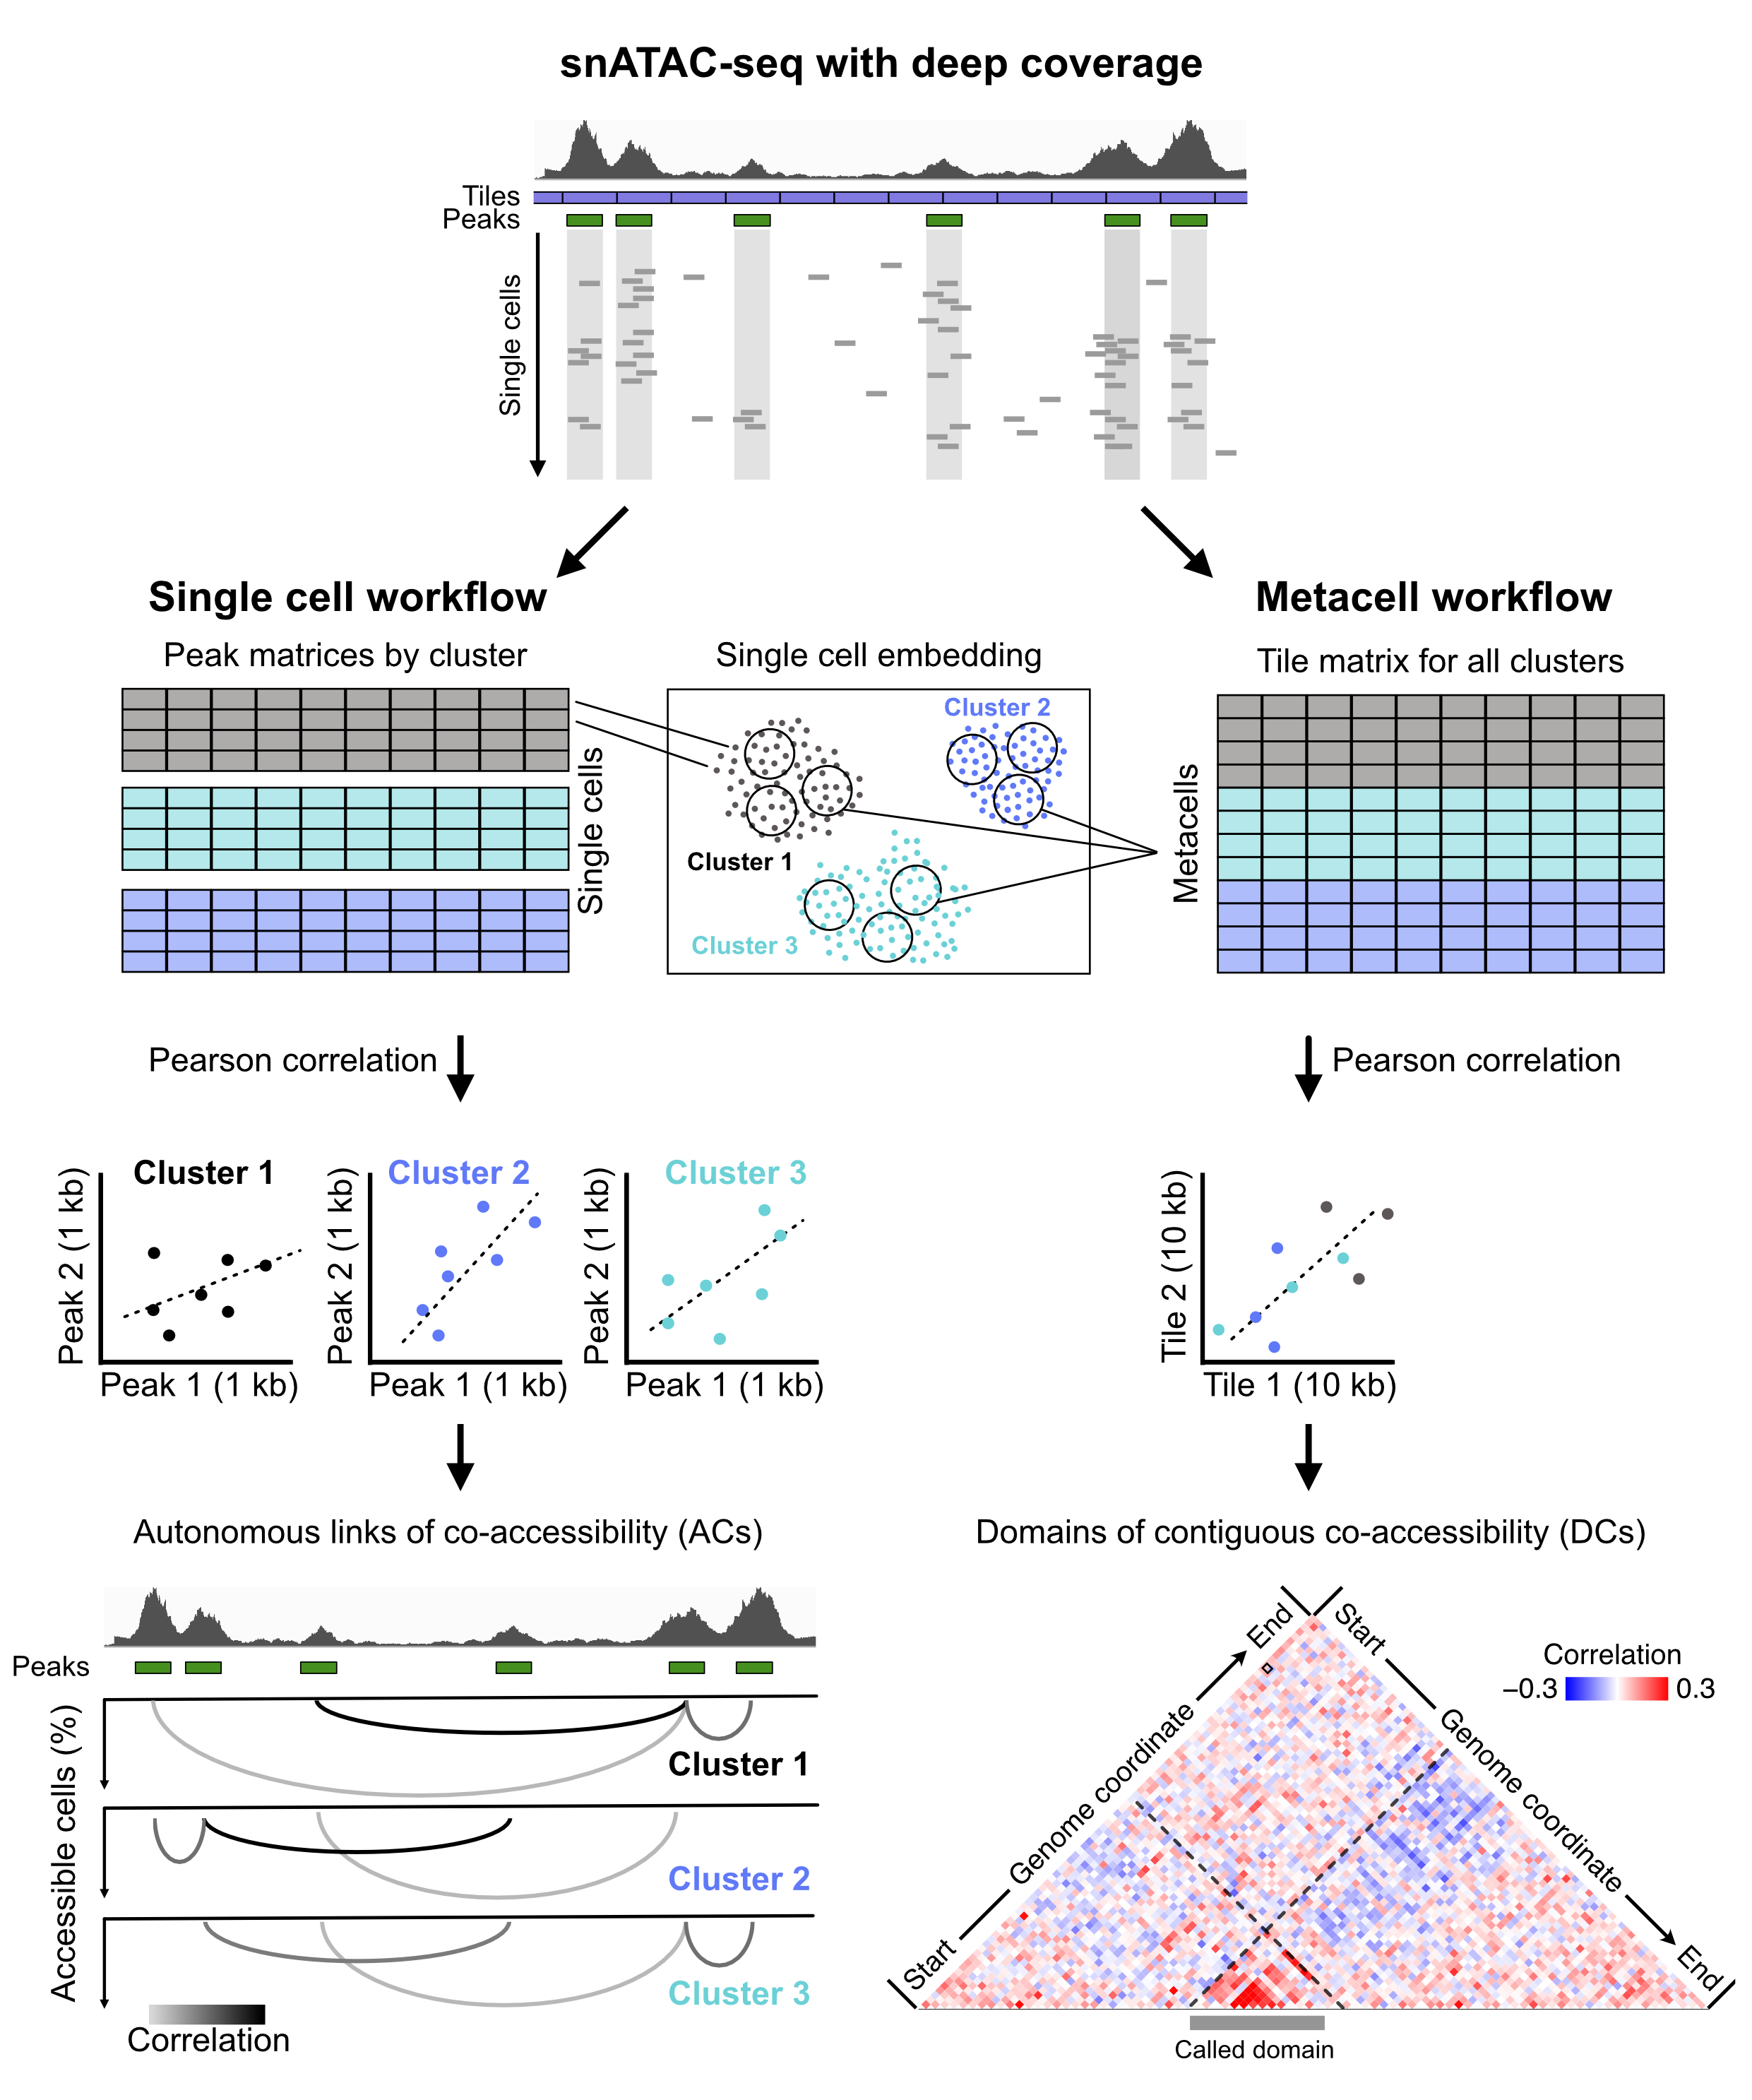 snATAC-seq with deep coverage
Tiles
Peaks
Single cells
Single cell workflow
Metacell workflow
Peak matrices by cluster
Single cell embedding
Tile matrix for all clusters
Single cells
Cluster 1
Cluster 2
Cluster 3
Metacells
Pearson correlation
Pearson correlation
Cluster 1
Peak 2 (1 kb)
Peak 1 (1 kb)
Cluster 2
Peak 2 (1 kb)
Peak 1 (1 kb)
Cluster 3
Peak 2 (1 kb)
Peak 1 (1 kb)
Tile 2 (10 kb)
Tile 1 (10 kb)
Autonomous links of co-accessibility (ACs)
Peaks
Accessible cells (%)
Cluster 1
Cluster 2
Cluster 3
Correlation
Domains of contiguous co-accessibility (DCs)
Start
Genome coordinate
End
Start
Genome coordinate
End
Correlation
−0.3
0.3
Called domain